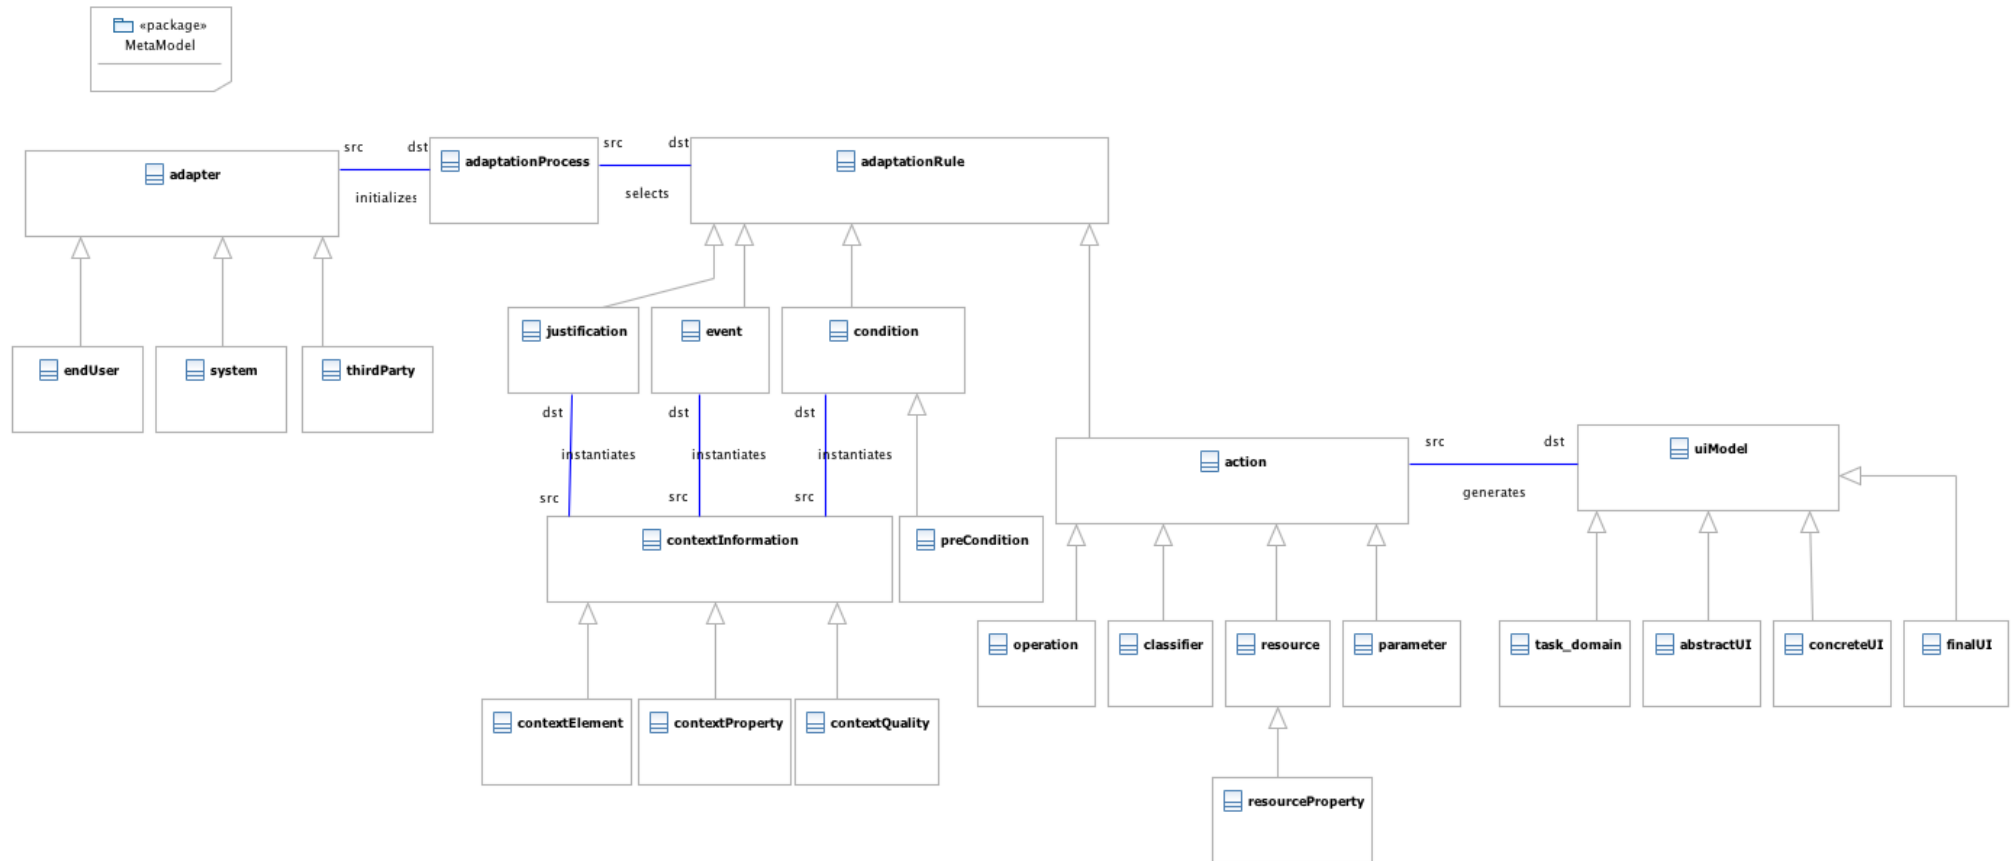 «package»
MetaModel
adapter
src
dst
initializes
adaptationProcess
src
dst
selects
adaptationRule
endUser
system
thirdParty
justification
event
condition
dst
dst
dst
instantiates
instantiates
instantiates
src
src
src
contextInformation
preCondition
action
src
dst
generates
uiModel
contextElement
contextProperty
contextQuality
operation
classifier
resource
parameter
task_domain
abstractUI
concreteUI
finalUI
resourceProperty